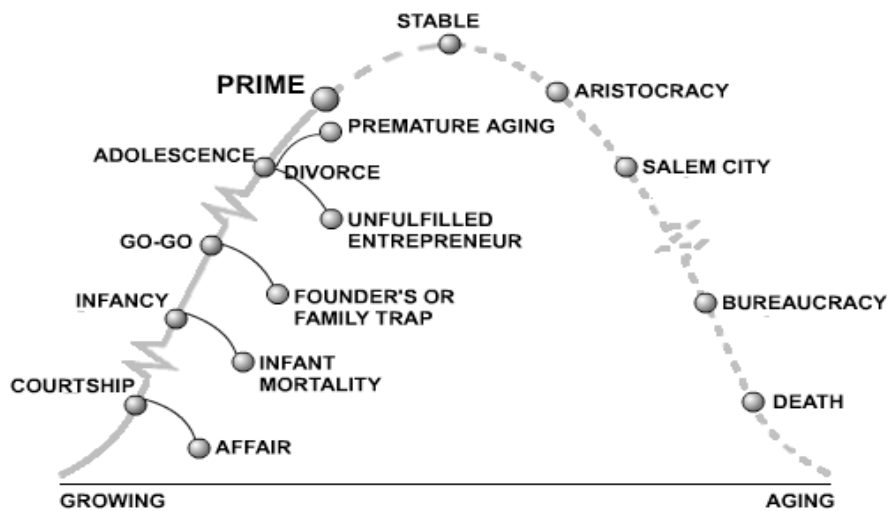 STABLE
PRIME
ARISTOCRACY
PREMATURE AGING
ADOLESCENCE
DIVORCE
SALEM CITY
UNFULFILLED
ENTREPRENEUR
GO-GO
FOUNDER'S OR
FAMILY TRAP
INFANCY
BUREAUCRACY
INFANT
MORTALITY
COURTSHIP
DEATH
AFFAIR
GROWING
AGING